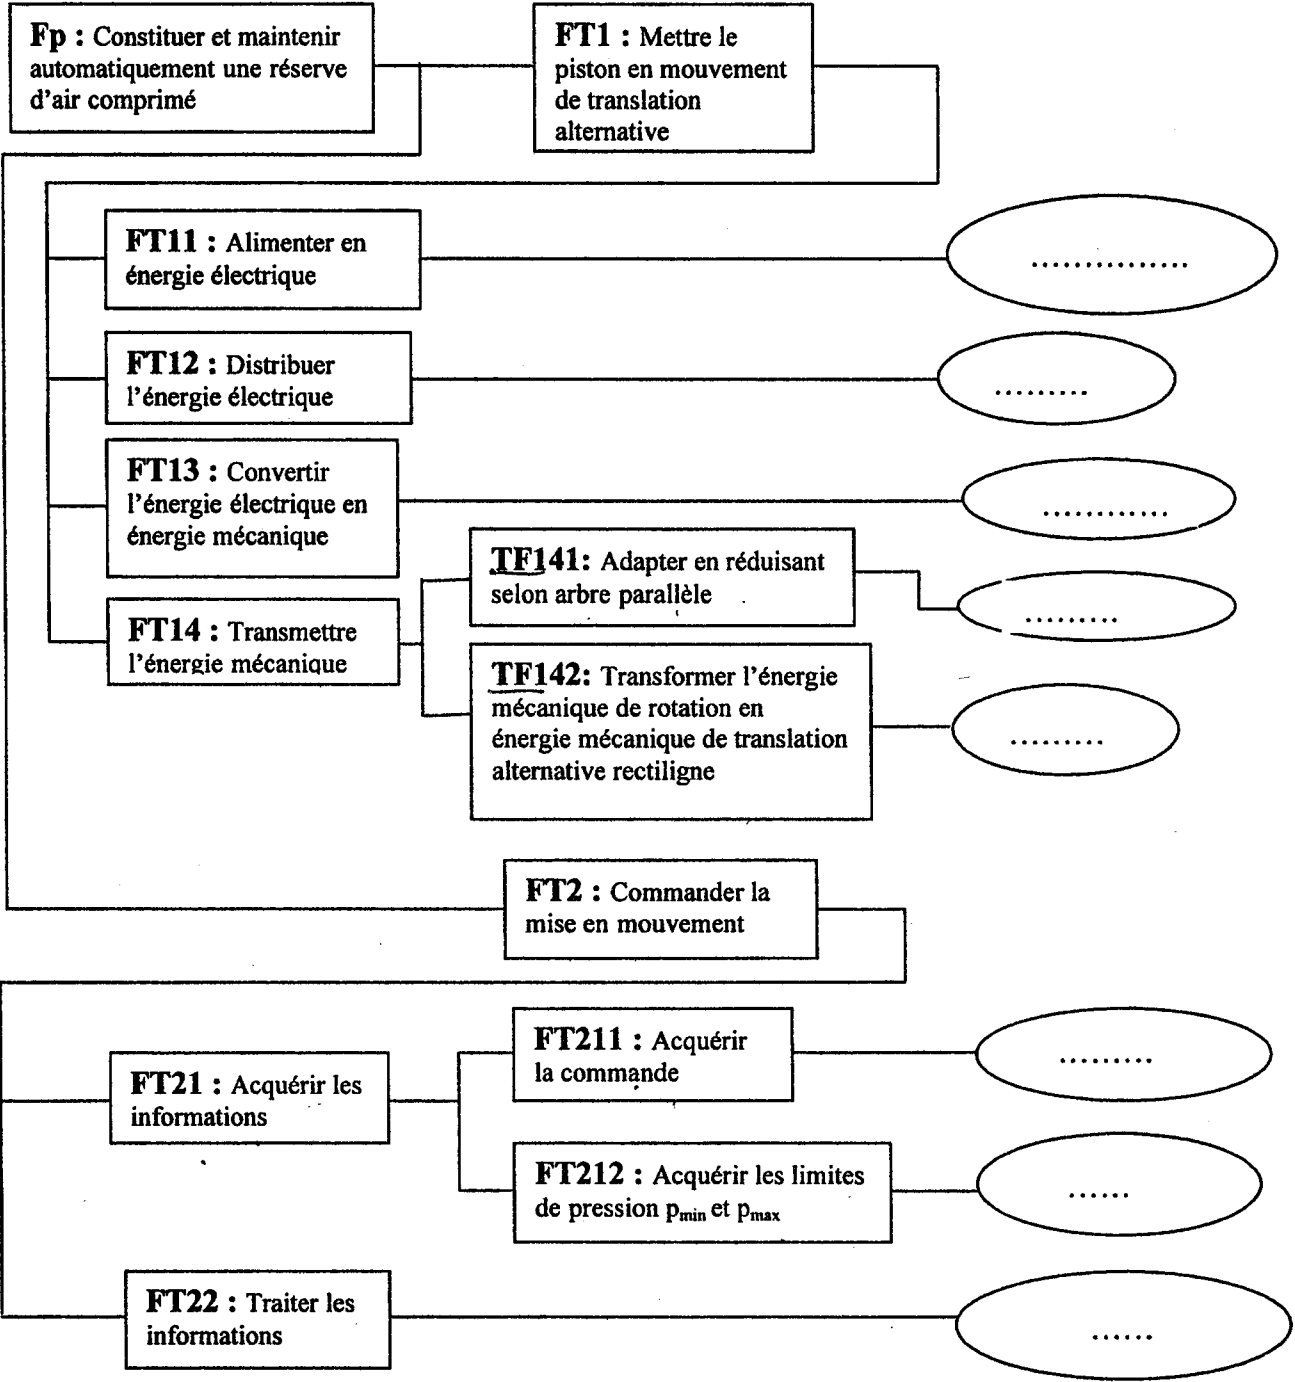 Fp : Constituer et maintenir
automatiquement une réserve
d'air comprimé
FT1 : Mettre le
piston en mouvement
de translation
alternative
FT11 : Alimenter en
énergie électrique
...............
FT12 : Distribuer
l'énergie électrique
.........
FT13 : Convertir
l'énergie électrique en
énergie mécanique
............
FT14 : Transmettre
l'énergie mécanique
TF141: Adapter en réduisant
selon arbre parallèle
.........
TF142: Transformer l'énergie
mécanique de rotation en
énergie mécanique de translation
alternative rectiligne
.........
FT2 : Commander la
mise en mouvement
FT21 : Acquérir les
informations
FT211 : Acquérir
la commande
.........
FT212 : Acquérir les limites
de pression pmin et pmax
......
FT22 : Traiter les
informations
......